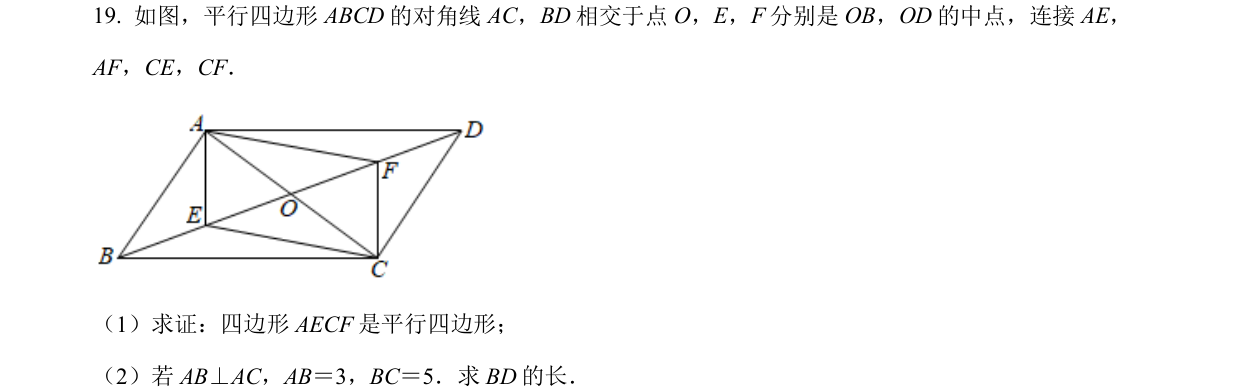 19. 如图，平行四边形 ABCD 的对角线 AC，BD 相交于点 O，E，F 分别是 OB，OD 的中点，连接 AE，
AF，CE，CF．
A
D
F
E
O
B
C
（1）求证：四边形 AECF 是平行四边形；
（2）若 AB⊥AC，AB＝3，BC＝5．求 BD 的长．